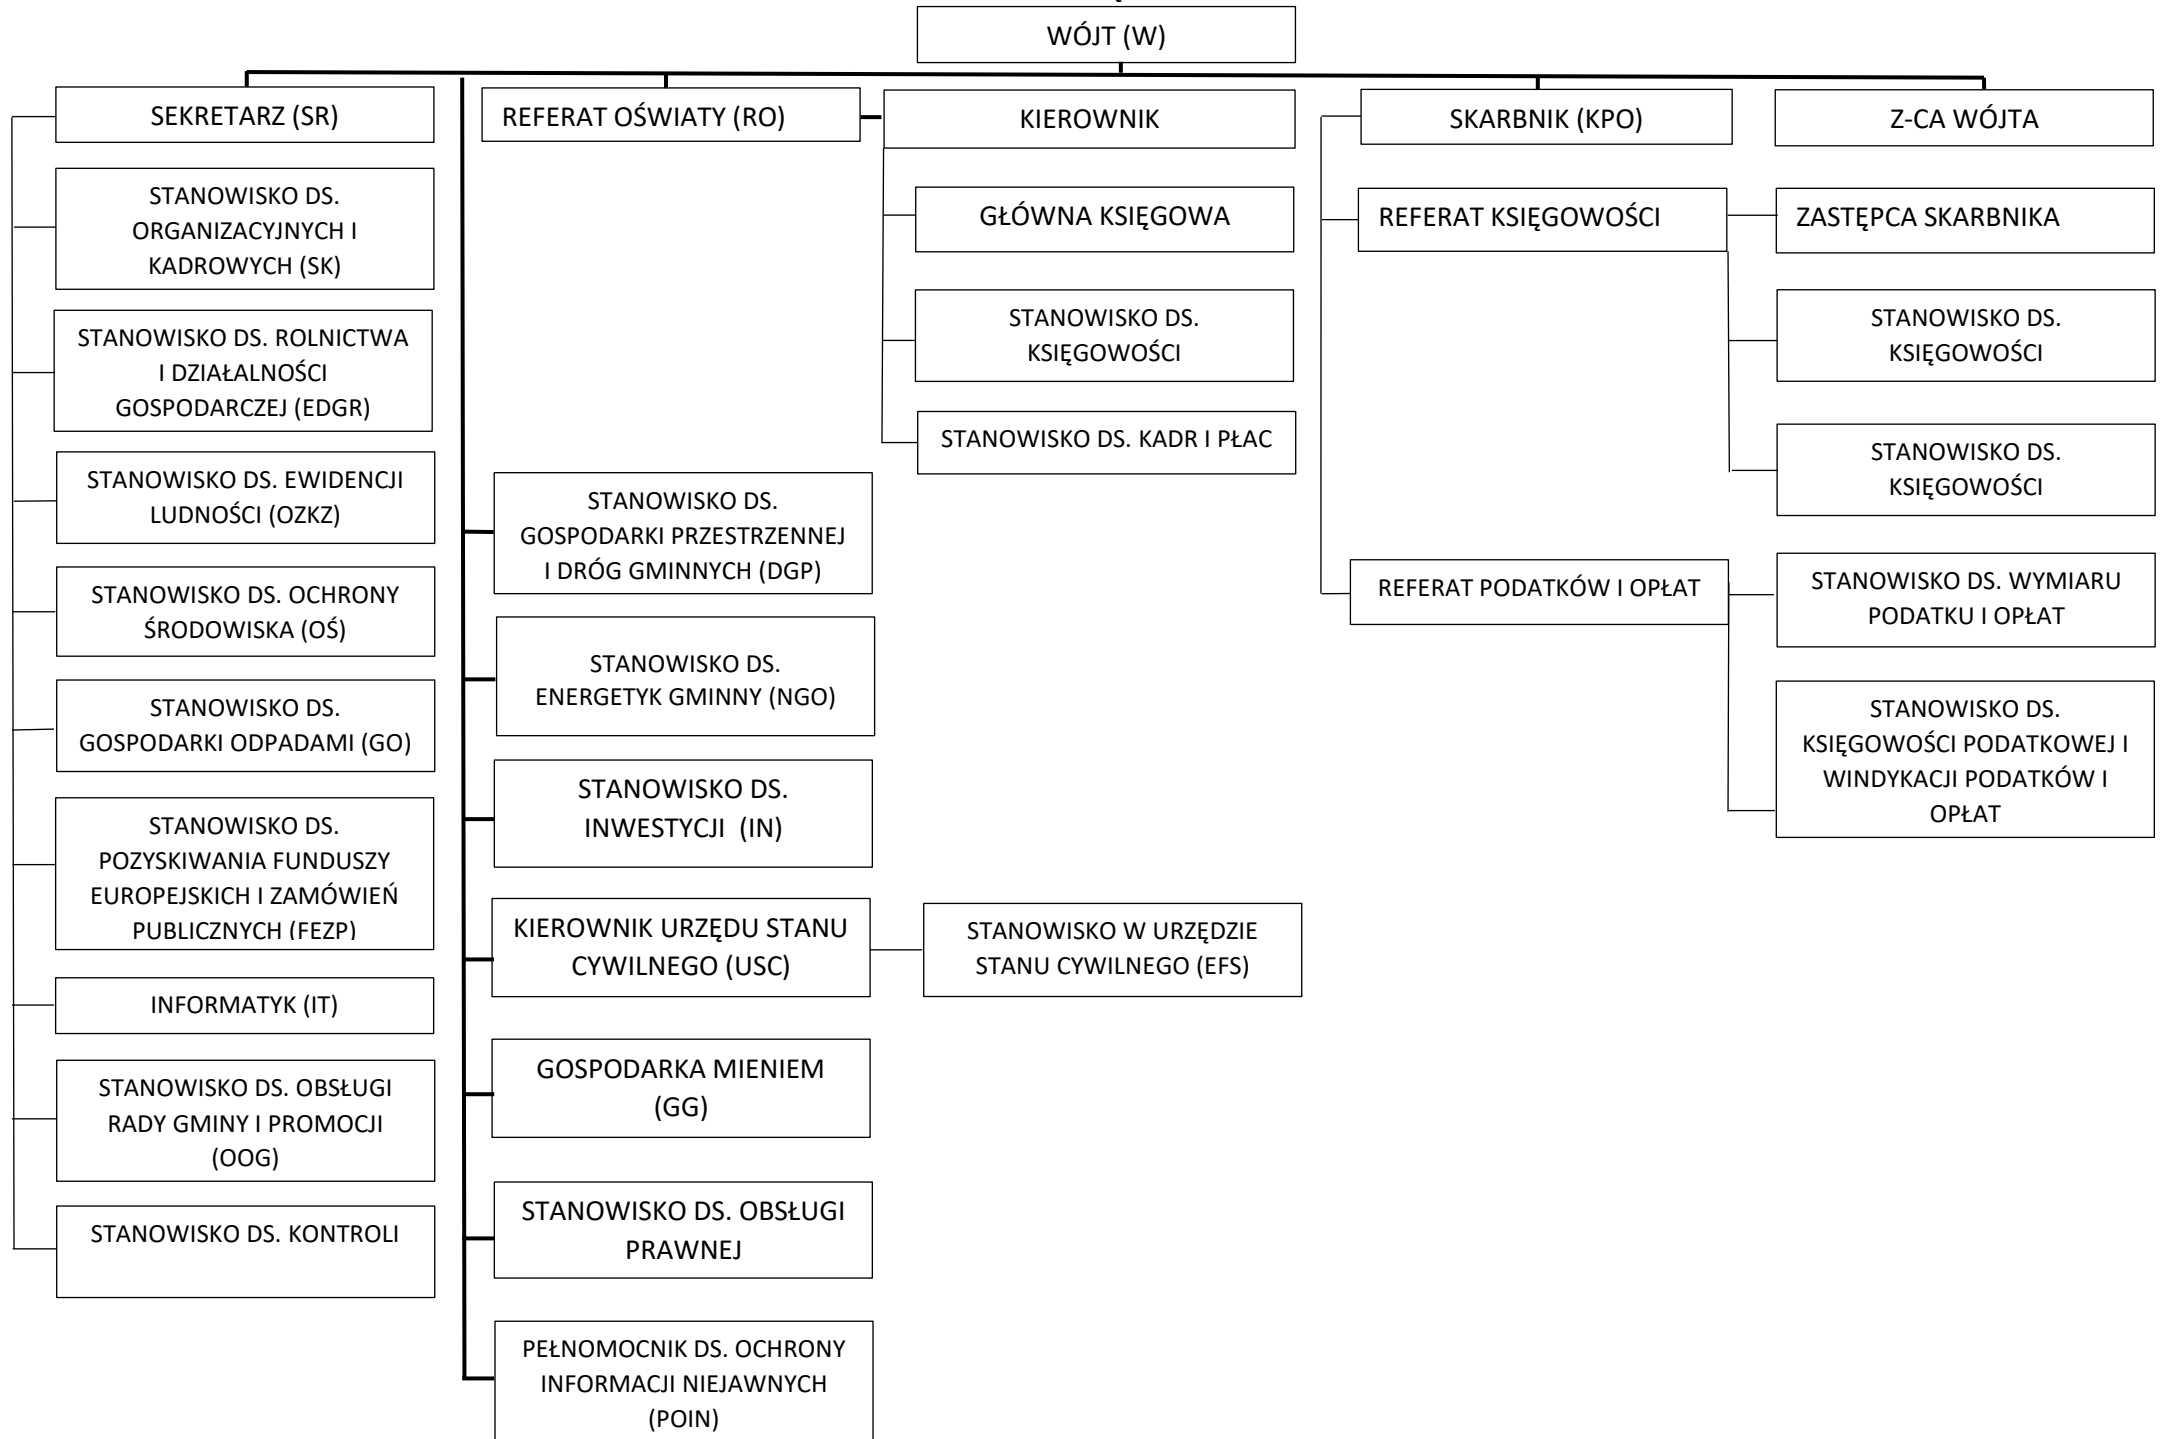 WÓJT (W)
SEKRETARZ (SR)
REFERAT OŚWIATY (RO)
KIEROWNIK
SKARBNIK (KPO)
Z-CA WÓJTA
STANOWISKO DS.
ORGANIZACYJNYCH I
KADROWYCH (SK)
STANOWISKO DS. ROLNICTWA
I DZIAŁALNOŚCI
GOSPODARCZEJ (EDGR)
STANOWISKO DS. EWIDENCJI
LUDNOŚCI (OZKZ)
STANOWISKO DS. OCHRONY
ŚRODOWISKA (OŚ)
STANOWISKO DS.
GOSPODARKI ODPADAMI (GO)
STANOWISKO DS.
POZYSKIWANIA FUNDUSZY
EUROPEJSKICH I ZAMÓWIEŃ
PUBLICZNYCH (FEZP)
INFORMATYK (IT)
STANOWISKO DS. OBSŁUGI
RADY GMINY I PROMOCJI
(OOG)
STANOWISKO DS. KONTROLI
STANOWISKO DS.
GOSPODARKI PRZESTRZENNEJ
I DRÓG GMINNYCH (DGP)
STANOWISKO DS.
ENERGETYK GMINNY (NGO)
STANOWISKO DS.
INWESTYCJI (IN)
KIEROWNIK URZĘDU STANU
CYWILNEGO (USC)
STANOWISKO W URZĘDZIE
STANU CYWILNEGO (EFS)
GOSPODARKA MIENIEM
(GG)
STANOWISKO DS. OBSŁUGI
PRAWNEJ
PEŁNOMOCNIK DS. OCHRONY
INFORMACJI NIEJAWNYCH
(POIN)
GŁÓWNA KSIĘGOWA
STANOWISKO DS.
KSIĘGOWOŚCI
STANOWISKO DS. KADR I PŁAC
REFERAT KSIĘGOWOŚCI
ZASTĘPCA SKARBNIKA
STANOWISKO DS.
KSIĘGOWOŚCI
STANOWISKO DS.
KSIĘGOWOŚCI
REFERAT PODATKÓW I OPŁAT
STANOWISKO DS. WYMIARU
PODATKU I OPŁAT
STANOWISKO DS.
KSIĘGOWOŚCI PODATKOWEJ I
WINDYKACJI PODATKÓW I
OPŁAT